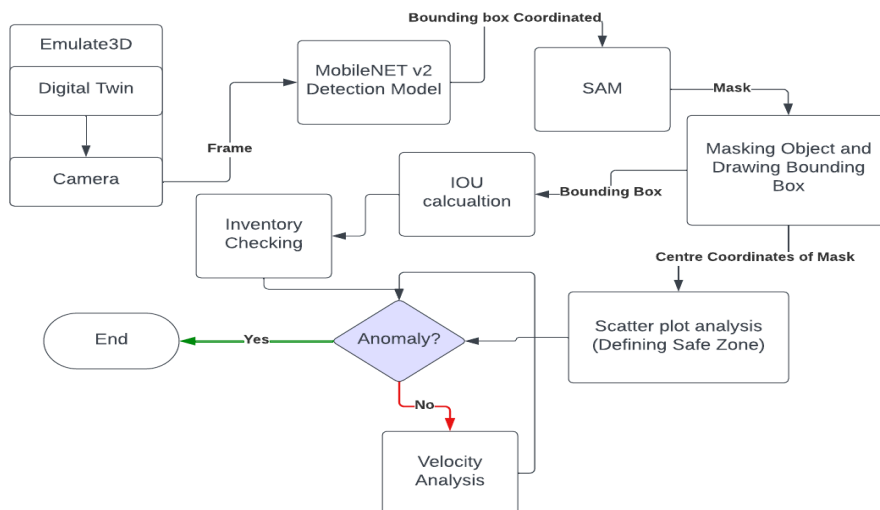 Bounding box Coordinated
Emulate3D
Digital Twin
Camera
Frame
MobileNET v2
Detection Model
SAM
Mask
Masking Object and
Drawing Bounding
Box
Bounding Box
IOU
calcualtion
Inventory
Checking
Centre Coordinates of Mask
Scatter plot analysis
(Defining Safe Zone)
Anomaly?
Yes
End
No
Velocity
Analysis